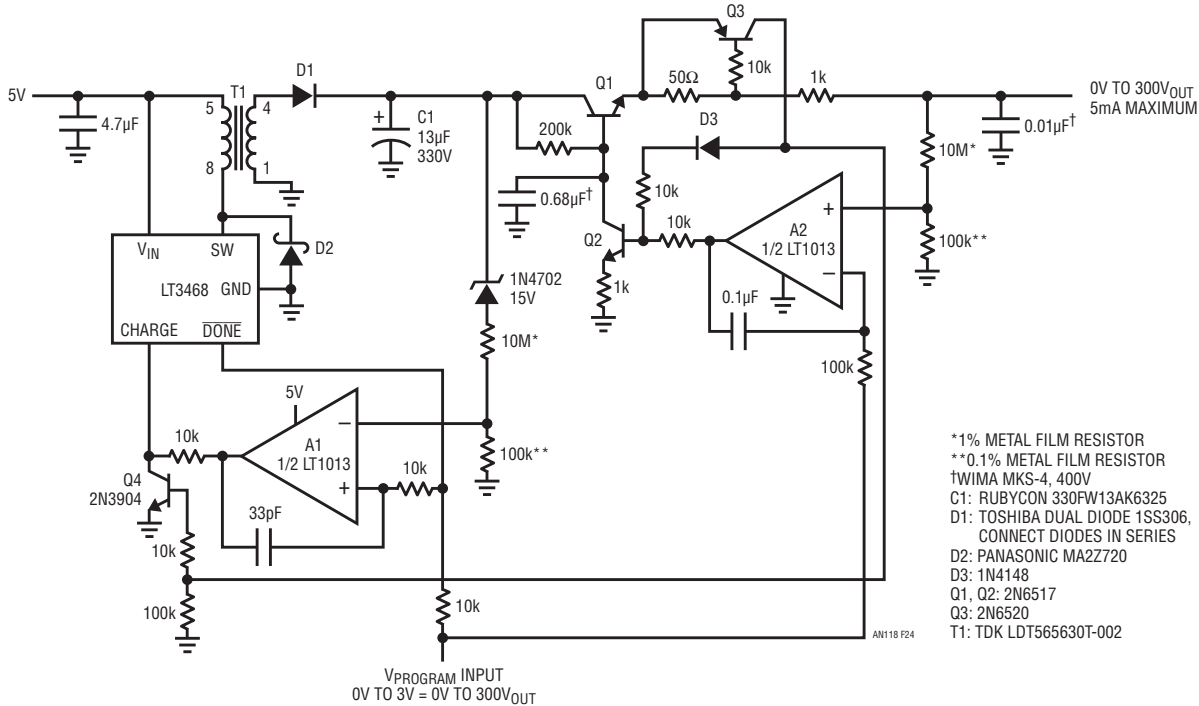 Q3
D1
T1
Q1
10k
5V
5
4
50Ω
1k
0V TO 300VOUT
5mA MAXIMUM
4.7µF
+
C1
13µF
330V
200k
D3
0.01µF†
10M*
8
1
0.68µF†
10k
10k
+
A2
1/2 LT1013
–
100k**
VIN
SW
D2
Q2
LT3468
GND
1N4702
15V
1k
0.1µF
CHARGE
DONE
10M*
100k
5V
–
A1
1/2 LT1013
+
10k
10k
100k**
Q4
2N3904
33pF
10k
100k
10k
*1% METAL FILM RESISTOR
**0.1% METAL FILM RESISTOR
†WIMA MKS-4, 400V
C1: RUBYCON 330FW13AK6325
D1: TOSHIBA DUAL DIODE 1SS306,
CONNECT DIODES IN SERIES
D2: PANASONIC MA2Z720
D3: 1N4148
Q1, Q2: 2N6517
Q3: 2N6520
T1: TDK LDT565630T-002
AN118 F24
VPROGRAM INPUT
0V TO 3V = 0V TO 300VOUT